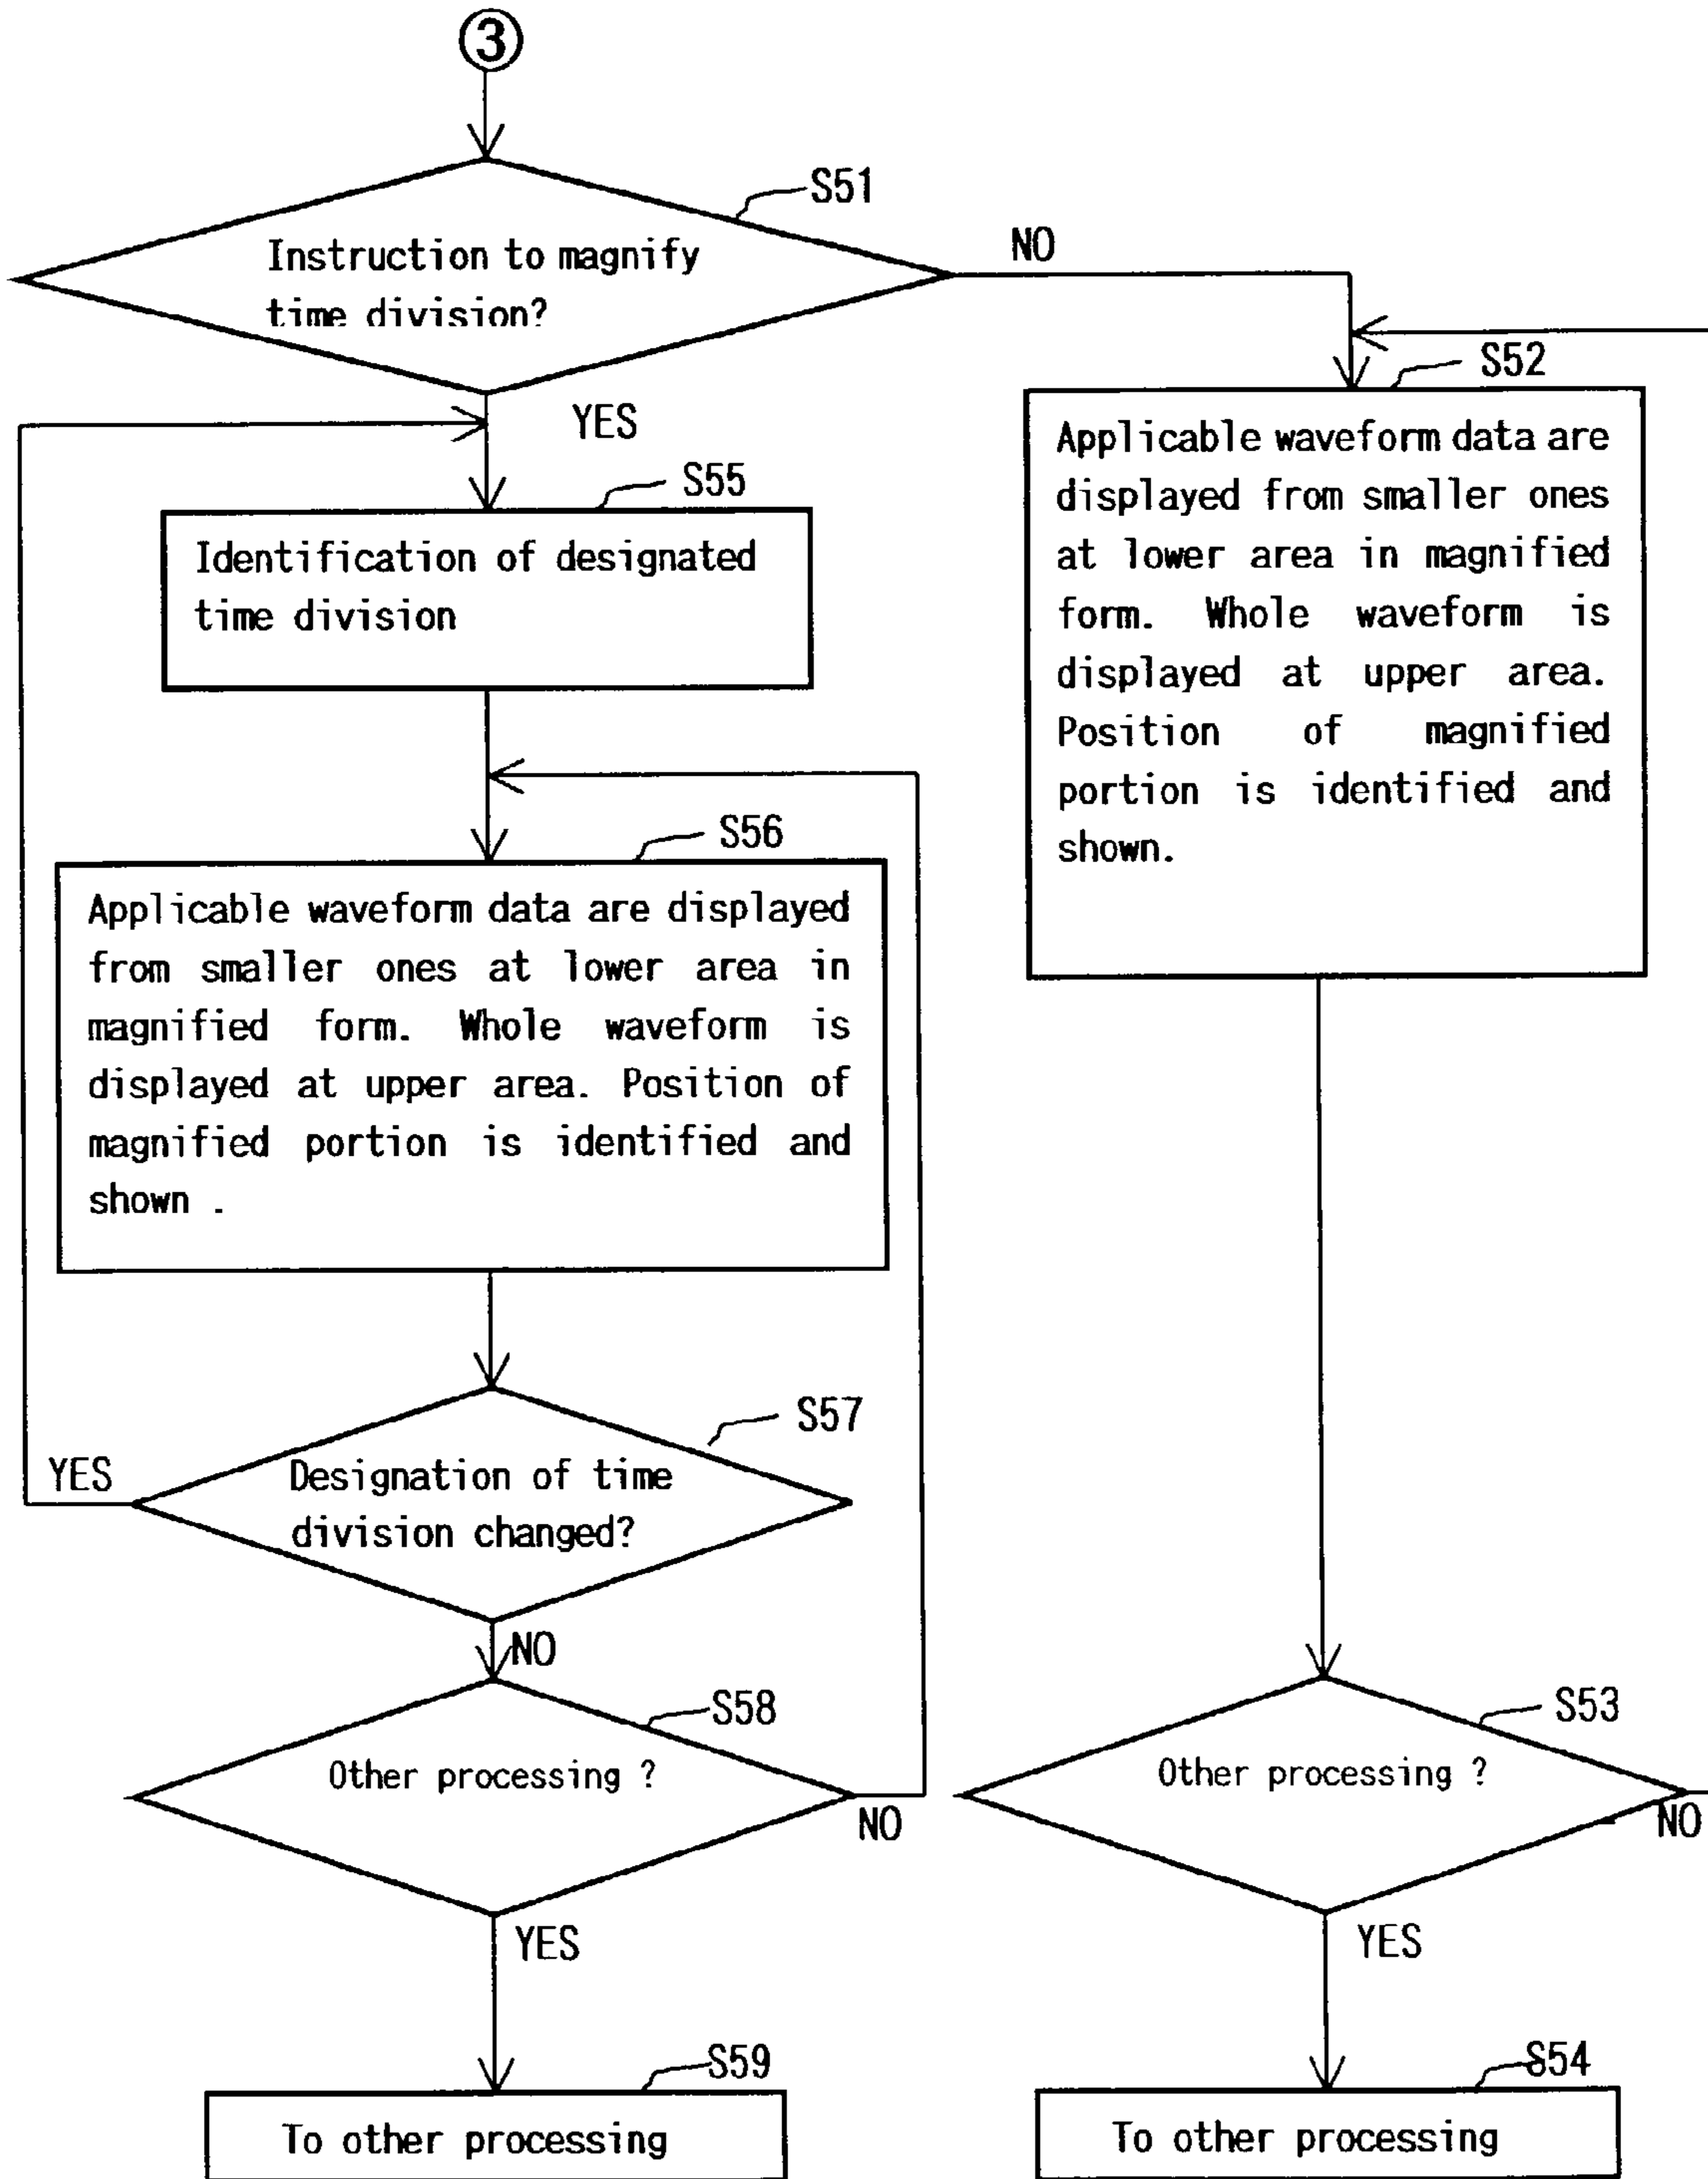 ③
S51
Instruction to magnify
time division?
NO
YES
S52
Applicable waveform data are
displayed from smaller ones
at lower area in magnified
form. Whole waveform is
displayed at upper area.
Position of magnified
portion is identified and
shown.
S55
Identification of designated
time division
S56
Applicable waveform data are displayed
from smaller ones at lower area in
magnified form. Whole waveform is
displayed at upper area. Position of
magnified portion is identified and
shown .
S57
YES
Designation of time
division changed?
NO
S58
Other processing ?
NO
YES
S53
Other processing ?
NO
YES
S59
To other processing
S54
To other processing